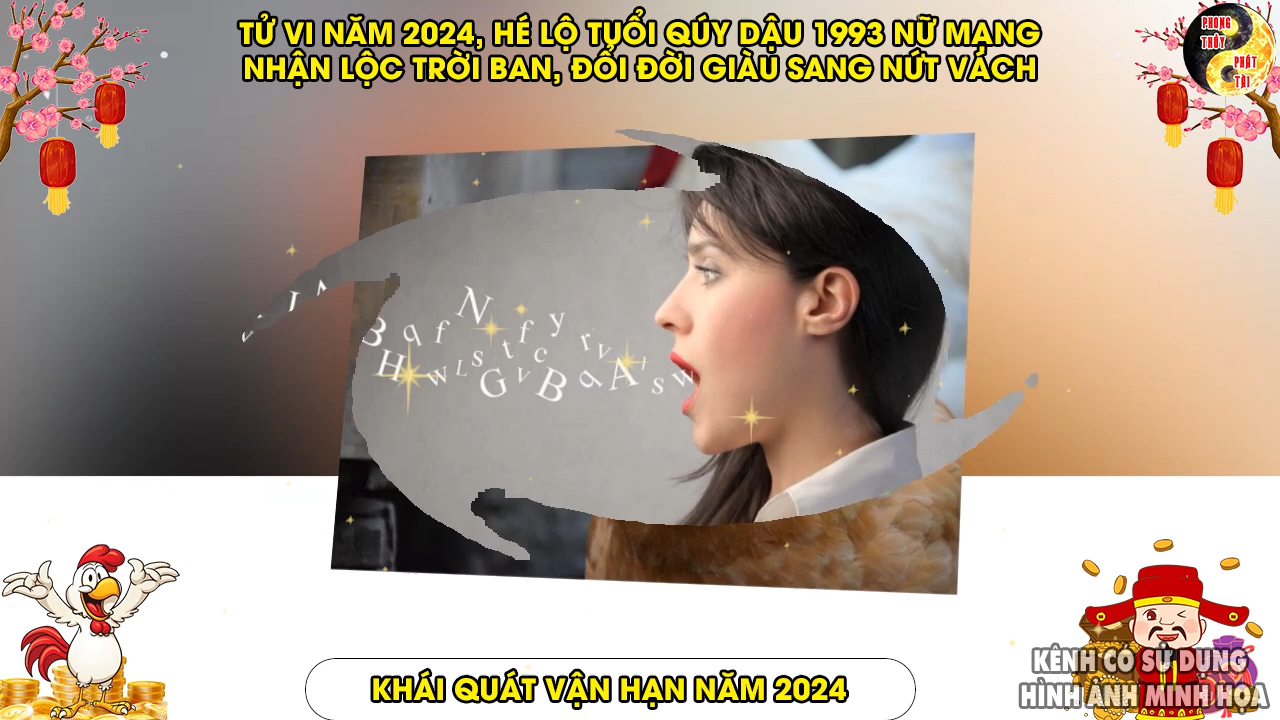 TỬ VI NĂM 2024, HÉ LỘ TUỔI QÚY DẬU 1993 NỮ MẠNG
NHẬN LỘC TRỜI BAN, ĐỔI ĐỜI GIÀU SANG NỨT VÁCH
PHONG
THỦY
PHÁT
TÀI
N
B q f f y r v
H w L s t c
G v B q A s w
KHÁI QUÁT VẬN HẠN NĂM 2024
KÊNH CÓ SỬ DỤNG
HÌNH ẢNH MINH HỌA